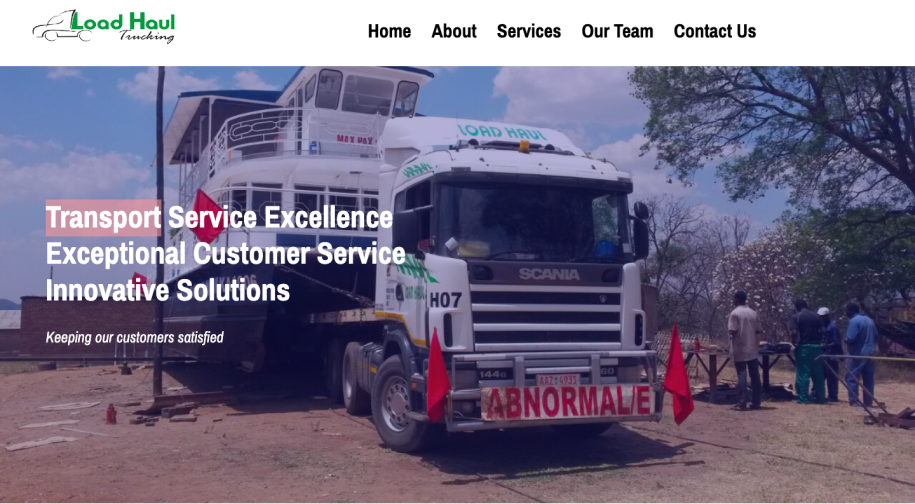 Load Haul
Trucking
Home About Services Our Team Contact Us
LOAD HAUL
MAX PAX
Transport Service Excellence
Exceptional Customer Service
Innovative Solutions
SCANIA
H07
Keeping our customers satisfied
144G
ABNORMAL/E